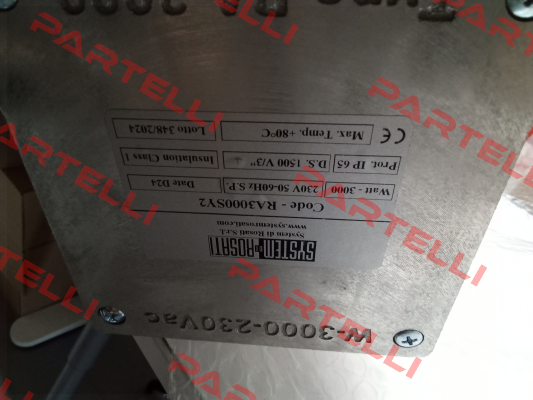 W-3000-230Vac
SYSTEM di ROSATI
System di Rosati S.r.l.
www.systemrosati.com
Code - RA3000SV2
Watt - 3000 230V 50-60Hz S.P. Date D24
Prot. IP 65 D.S. 1500 V/3" Insulation Class I
CE Max. Temp. +80°C Lotto 348/2024
PARTELLI
PARTELLI
PARTELLI
PARTELLI
PARTELLI
PARTELLI